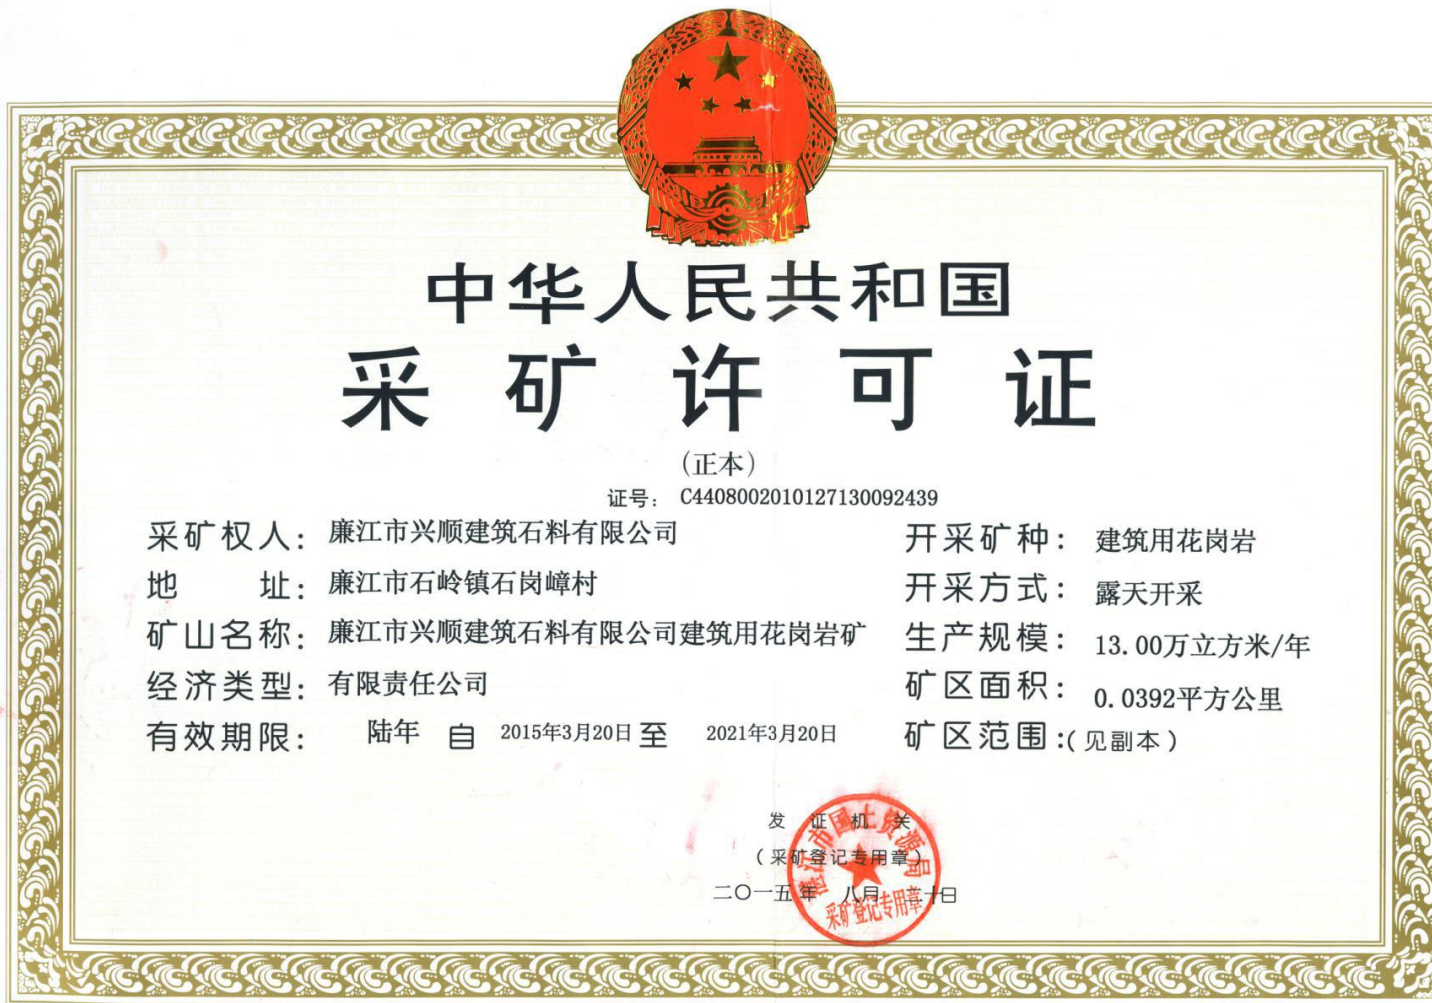 中华人民共和国
采矿许可证
(正本)
证号: C4408002010127130092439
采矿权人: 廉江市兴顺建筑石料有限公司
地址: 廉江市石岭镇石岗嶂村
矿山名称: 廉江市兴顺建筑石料有限公司建筑用花岗岩矿
经济类型: 有限责任公司
有效期限: 陆年 自 2015年3月20日 至 2021年3月20日
开采矿种: 建筑用花岗岩
开采方式: 露天开采
生产规模: 13.00万立方米/年
矿区面积: 0.0392平方公里
矿区范围:(见副本)
发证机关
(采矿登记专用章)
二〇一五年 八月 二十日
江市国土资源局
采矿登记专用章